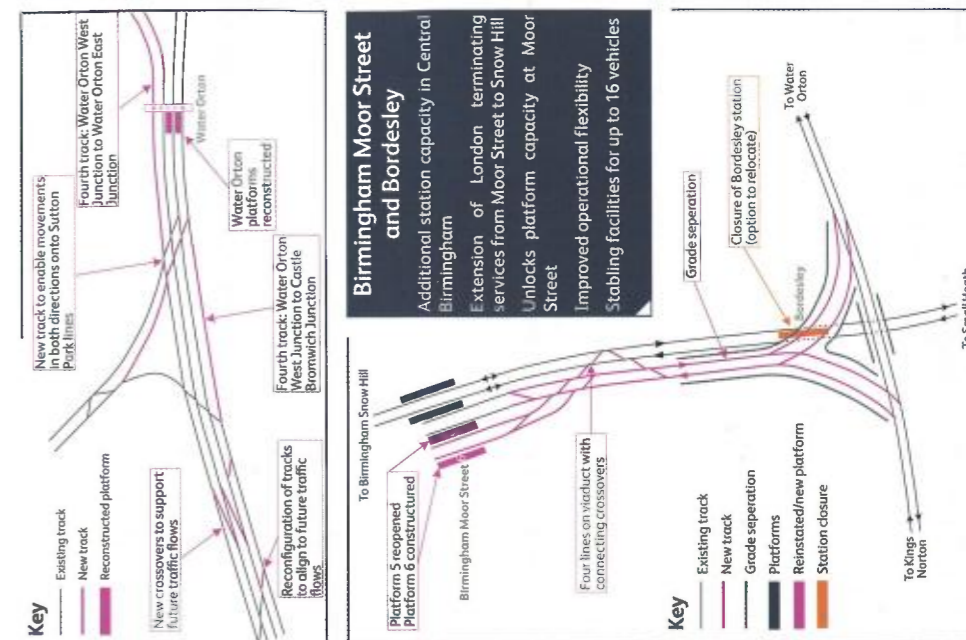 Key
Existing track
New track
Reconstructed platform
New track to enable movements
in both directions onto Sutton
Park lines
Fourth track: Water Orton West
Junction to Water Orton East
Junction
Water Orton
Water Orton
platforms
reconstructed
Fourth track: Water Orton
West Junction to Castle
Bromwich Junction
New crossovers to support
future traffic flows
Reconfiguration of tracks
to align to future traffic
flows
Birmingham Moor Street
and Bordesley
Additional station capacity in Central
Birmingham
Extension of London terminating
services from Moor Street to Snow Hill
Unlocks platform capacity at Moor
Street
Improved operational flexibility
Stabling facilities for up to 16 vehicles
To Birmingham Snow Hill
Platform 5 reopened
Platform 6 constructured
Birmingham Moor Street
Four lines on viaduct with
connecting crossovers
Grade seperation
Closure of Bordesley station
(option to relocate)
Bordesley
To Water
Orton
To Kings
Norton
Key
Existing track
New track
Grade seperation
Platforms
Reinstated/new platform
Station closure